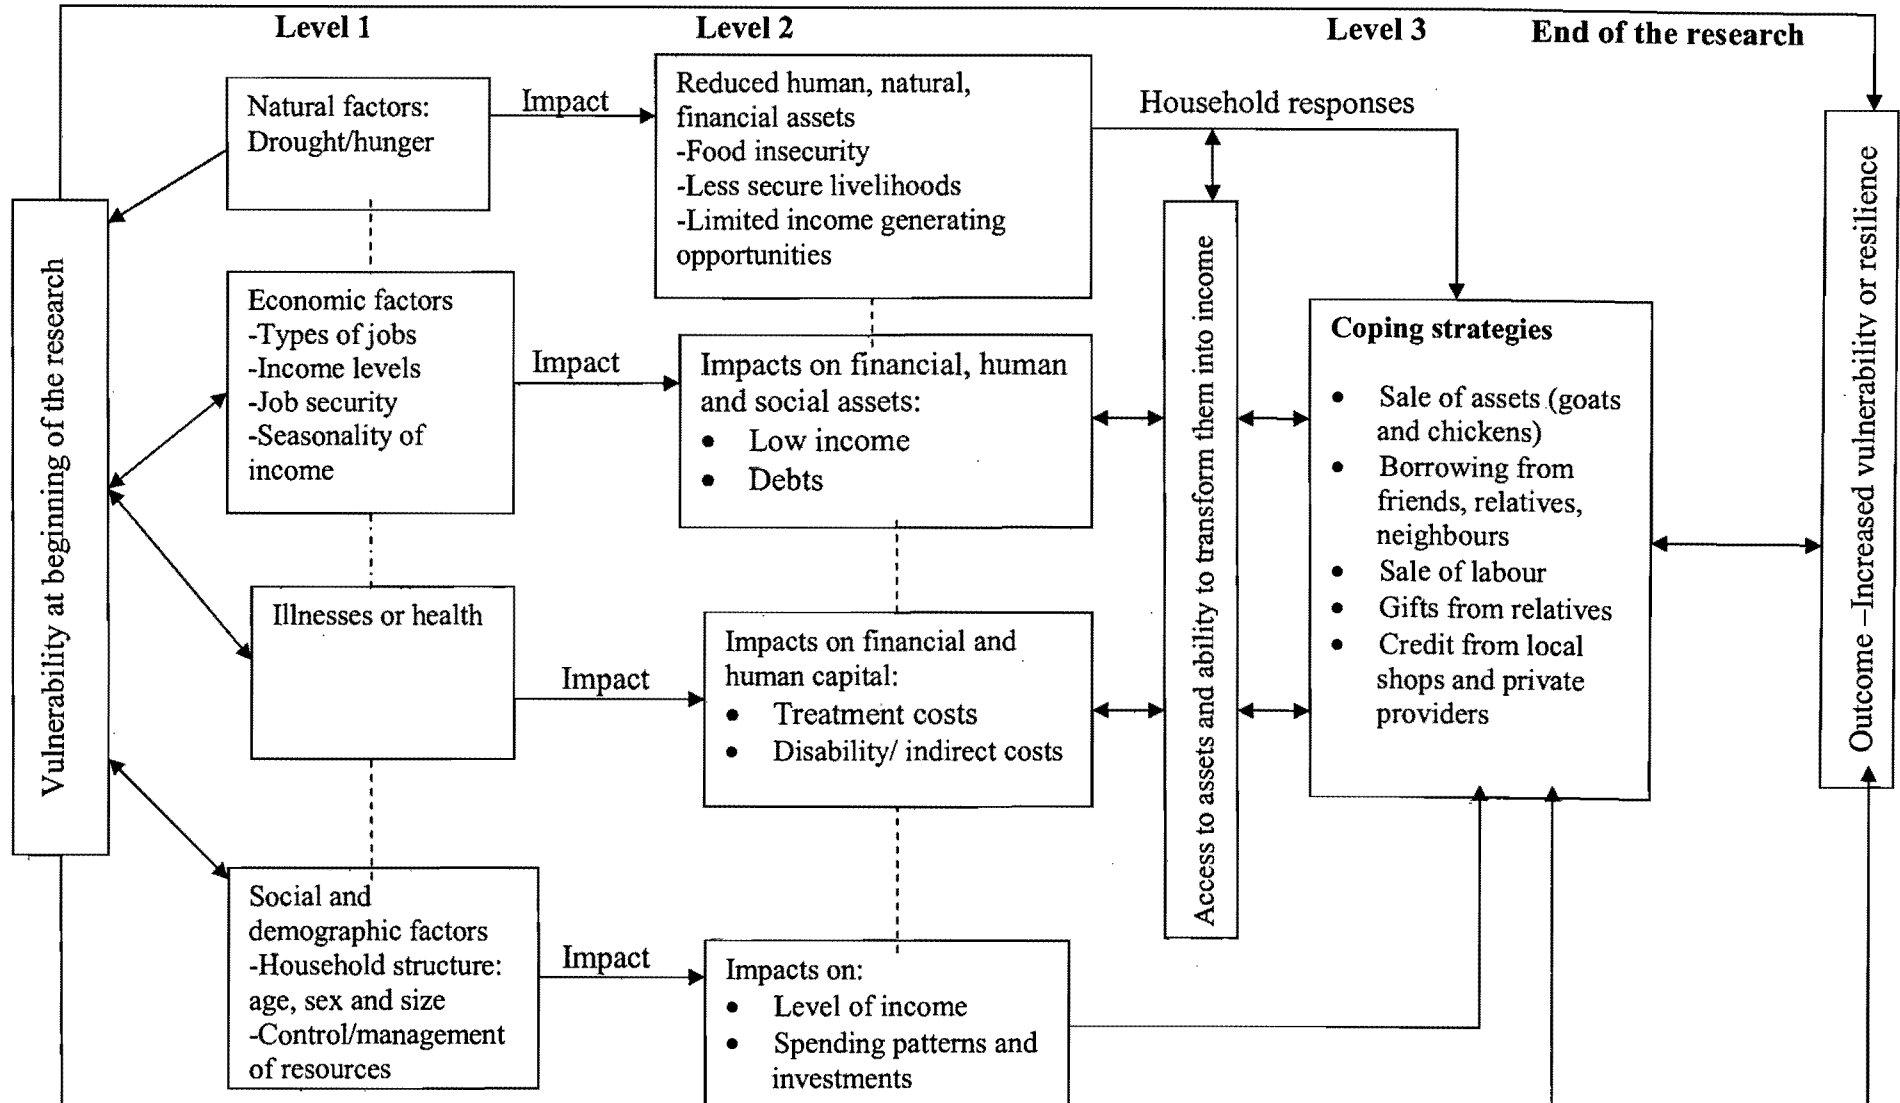 Level 1
Level 2
Level 3
End of the research
Vulnerability at beginning of the research
Natural factors:
Drought/hunger
Impact
Reduced human, natural,
financial assets
-Food insecurity
-Less secure livelihoods
-Limited income generating
opportunities
Household responses
Economic factors
-Types of jobs
-Income levels
-Job security
-Seasonality of
income
Impact
Impacts on financial, human
and social assets:
• Low income
• Debts
Illnesses or health
Impact
Impacts on financial and
human capital:
• Treatment costs
• Disability/ indirect costs
Social and
demographic factors
-Household structure:
age, sex and size
-Control/management
of resources
Impact
Impacts on:
• Level of income
• Spending patterns and
investments
Access to assets and ability to transform them into income
Coping strategies
• Sale of assets (goats
and chickens)
• Borrowing from
friends, relatives,
neighbours
• Sale of labour
• Gifts from relatives
• Credit from local
shops and private
providers
Outcome –Increased vulnerability or resilience